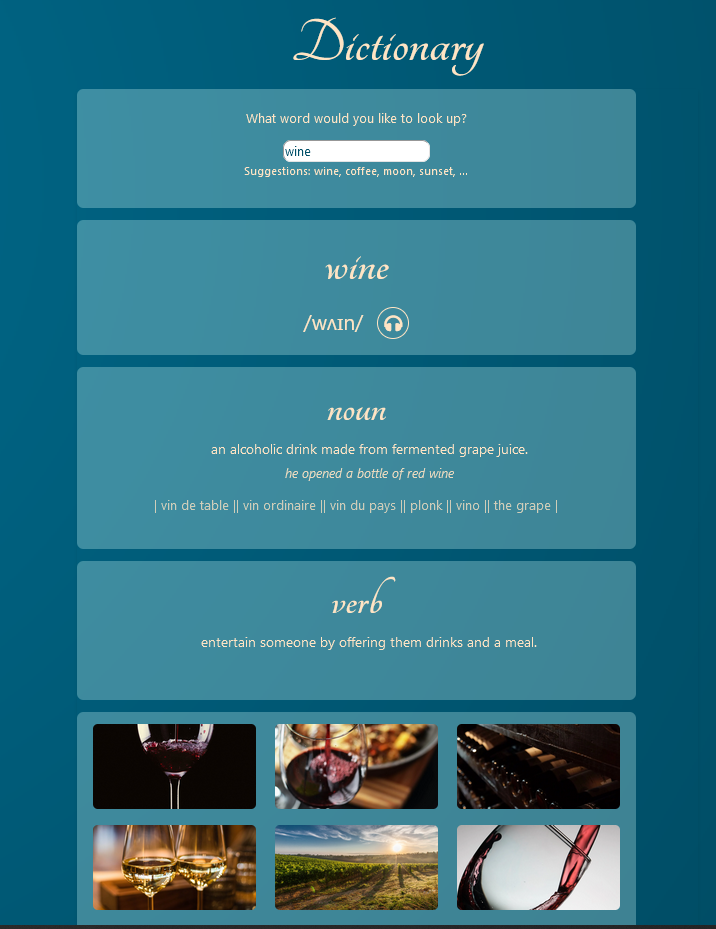 Dictionary
What word would you like to look up?
wine
Suggestions: wine, coffee, moon, sunset, ...
wine
/wʌɪn/
noun
an alcoholic drink made from fermented grape juice.
he opened a bottle of red wine
| vin de table || vin ordinaire || vin du pays || plonk || vino || the grape |
verb
entertain someone by offering them drinks and a meal.